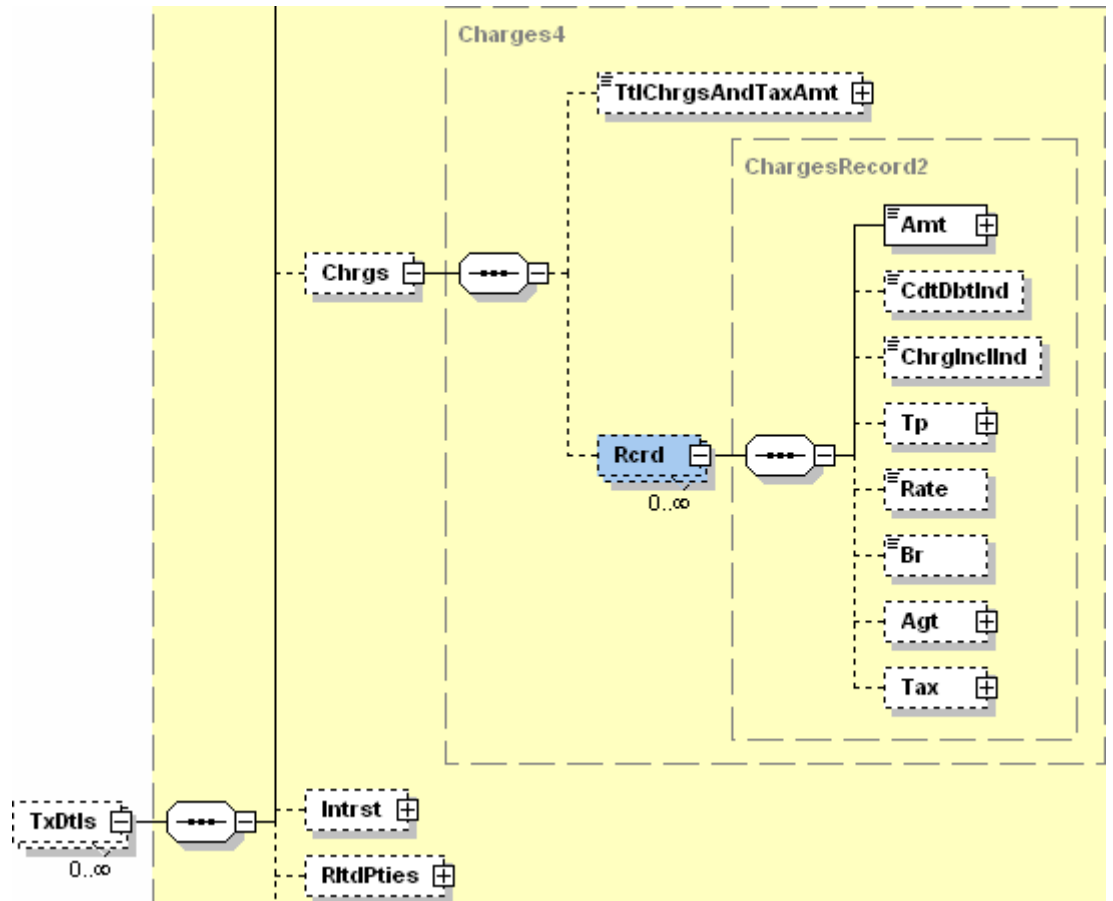 Charges4
TtlChrgsAndTaxAmt
ChargesRecord2
Amt
Chrgs
CdtDbtInd
ChrgInclInd
Tp
Rcrd
0..∞
Rate
Br
Agt
Tax
Intrst
TxDtls
0..∞
RltdPties